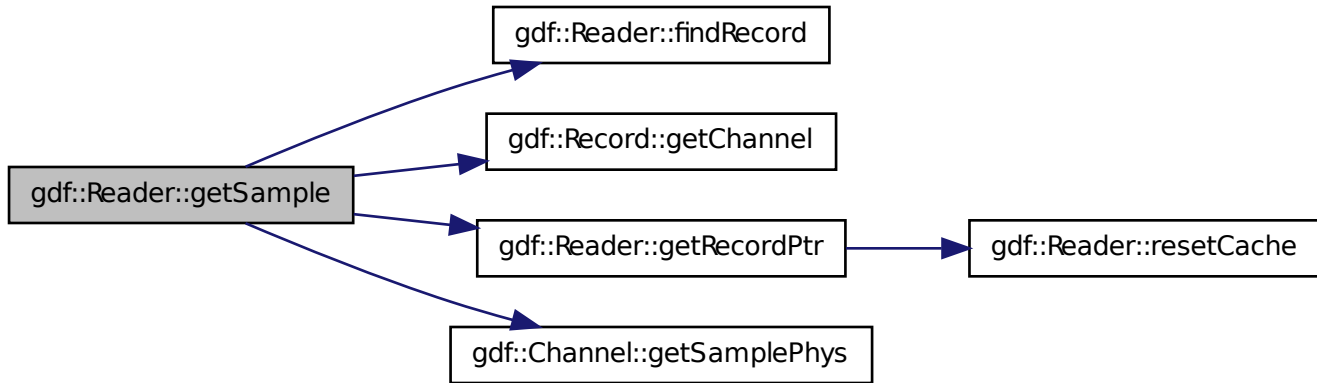 gdf::Reader::findRecord
gdf::Record::getChannel
gdf::Reader::getSample
gdf::Reader::getRecordPtr
gdf::Reader::resetCache
gdf::Channel::getSamplePhys